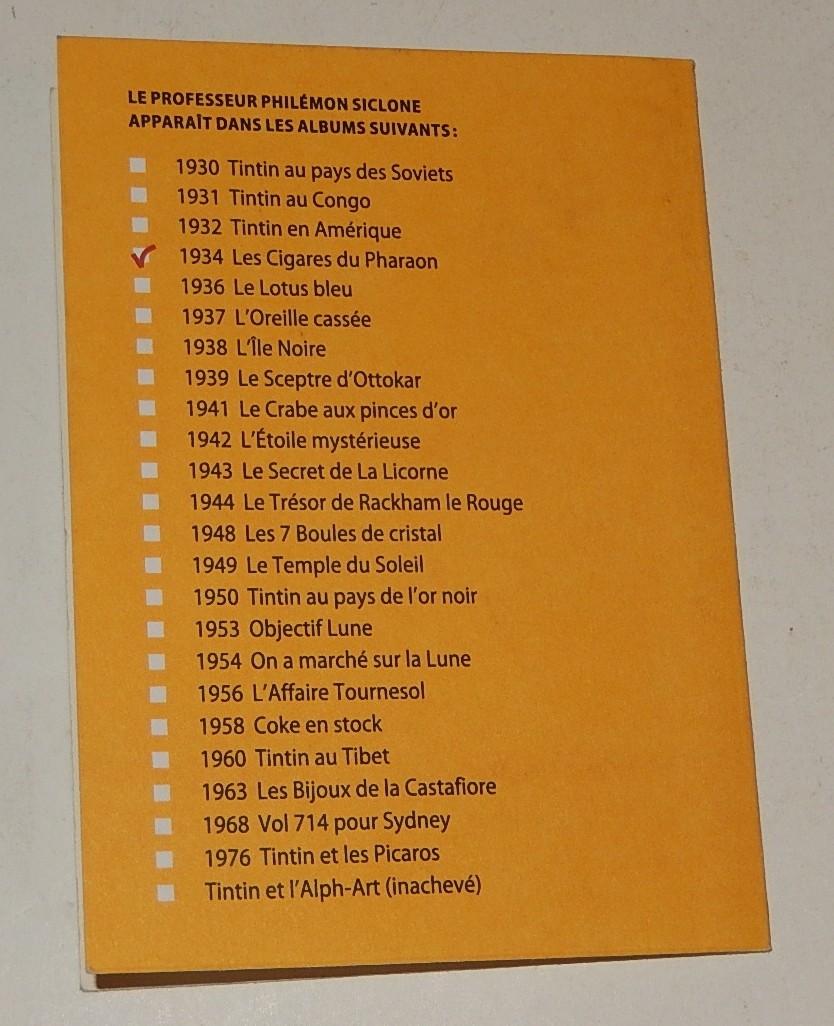 LE PROFESSEUR PHILÉMON SICLONE
APPARAÎT DANS LES ALBUMS SUIVANTS :
1930 Tintin au pays des Soviets
1931 Tintin au Congo
1932 Tintin en Amérique
1934 Les Cigares du Pharaon
1936 Le Lotus bleu
1937 L'Oreille cassée
1938 L'Île Noire
1939 Le Sceptre d'Ottokar
1941 Le Crabe aux pinces d'or
1942 L'Étoile mystérieuse
1943 Le Secret de La Licorne
1944 Le Trésor de Rackham le Rouge
1948 Les 7 Boules de cristal
1949 Le Temple du Soleil
1950 Tintin au pays de l'or noir
1953 Objectif Lune
1954 On a marché sur la Lune
1956 L'Affaire Tournesol
1958 Coke en stock
1960 Tintin au Tibet
1963 Les Bijoux de la Castafiore
1968 Vol 714 pour Sydney
1976 Tintin et les Picaros
Tintin et l'Alph-Art (inachevé)